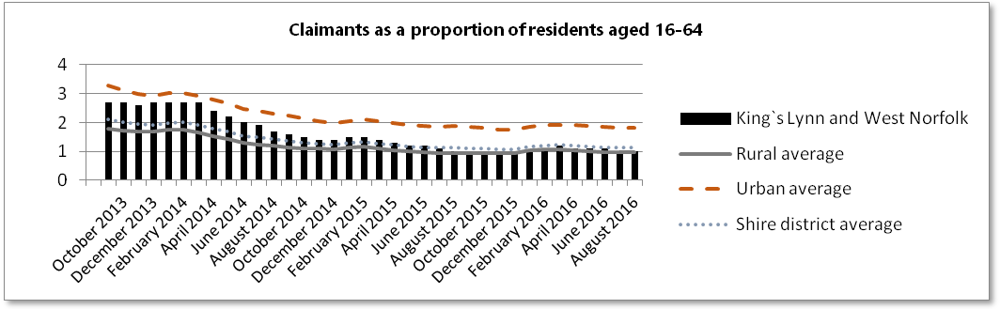 Claimants as a proportion of residents aged 16-64
4
3
2
1
0
October 2013
December 2013
February 2014
April 2014
June 2014
August 2014
October 2014
December 2014
February 2015
April 2015
June 2015
August 2015
October 2015
December 2015
February 2016
April 2016
June 2016
August 2016
King`s Lynn and West Norfolk
Rural average
Urban average
Shire district average